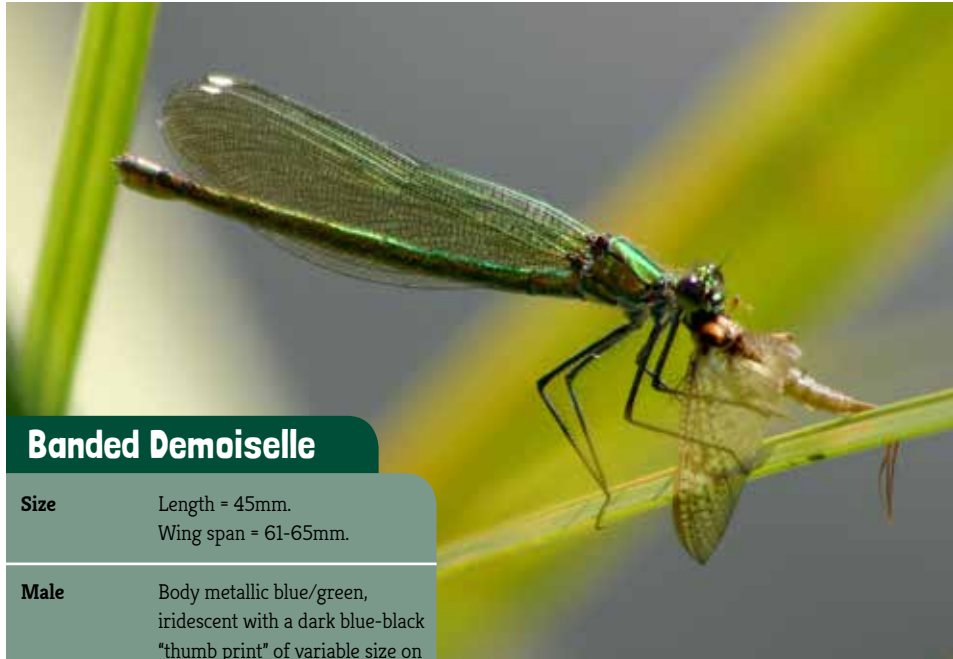 Banded Demoiselle
Size Length = 45mm.
Wing span = 61-65mm.
Male Body metallic blue/green,
iridescent with a dark blue-black
“thumb print” of variable size on